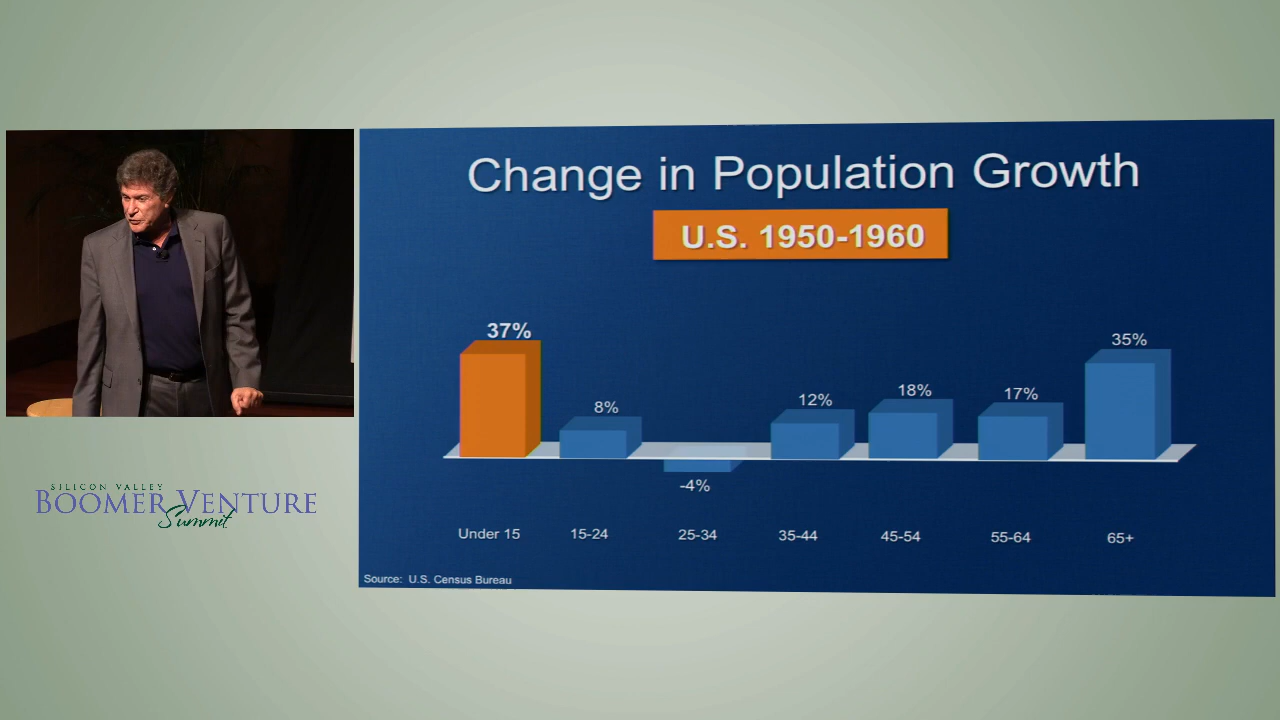 Change in Population Growth
U.S. 1950-1960
37%
8%
-4%
12%
18%
17%
35%
Under 15
15-24
25-34
35-44
45-54
55-64
65+
Source: U.S. Census Bureau
SILICON VALLEY
BOOMER VENTURE
Summit